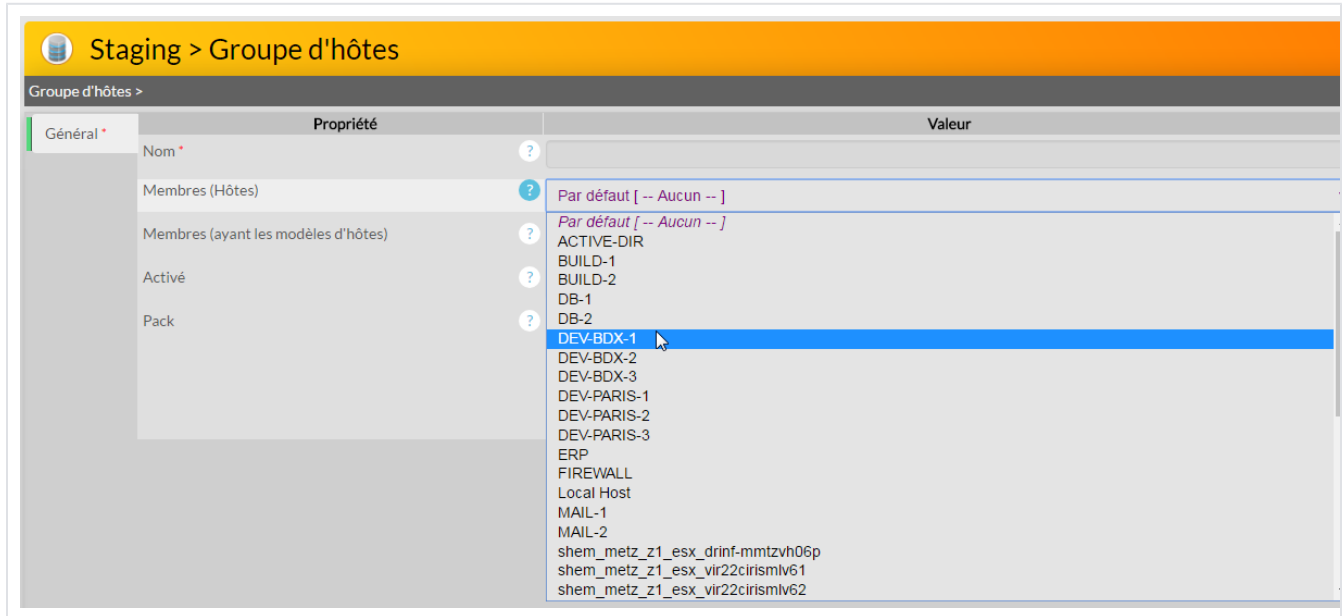 Staging > Groupe d'hôtes
Groupe d'hôtes >
Général *
Propriété Valeur
Nom * ?
Membres (Hôtes) ? Par défaut [ -- Aucun -- ]
Par défaut [ -- Aucun -- ]
Membres (ayant les modèles d'hôtes) ?
ACTIVE-DIR
BUILD-1
Activé ?
BUILD-2
DB-1
Pack ?
DB-2
DEV-BDX-1
DEV-BDX-2
DEV-BDX-3
DEV-PARIS-1
DEV-PARIS-2
DEV-PARIS-3
ERP
FIREWALL
Local Host
MAIL-1
MAIL-2
shem_metz_z1_esx_drinf-mmtzvh06p
shem_metz_z1_esx_vir22cirismlv61
shem_metz_z1_esx_vir22cirismlv62